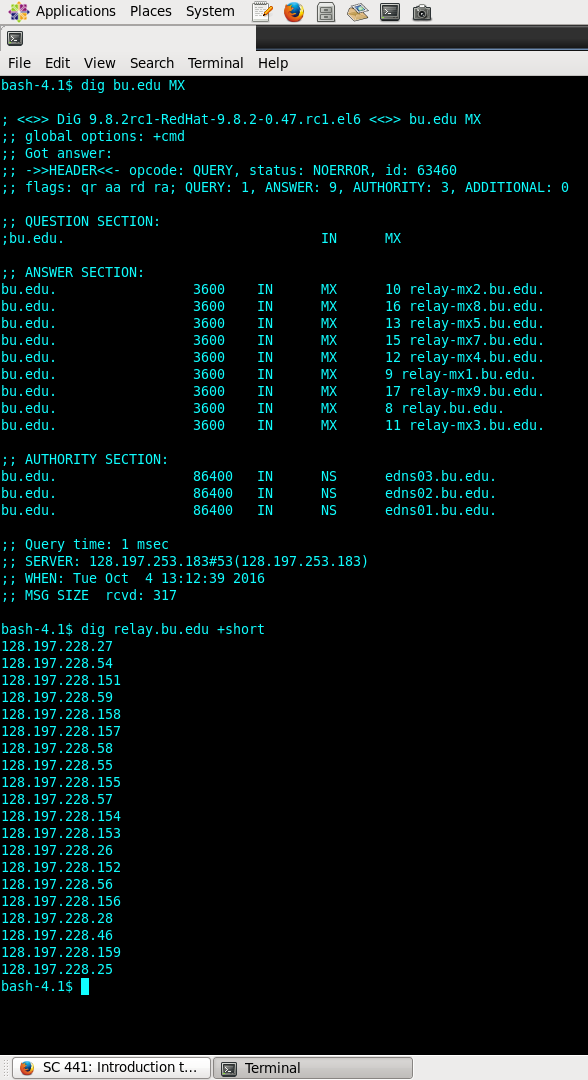 Applications Places System
File Edit View Search Terminal Help
bash-4.1$ dig bu.edu MX
; <<>> DiG 9.8.2rc1-RedHat-9.8.2-0.47.rc1.el6 <<>> bu.edu MX
;; global options: +cmd
;; Got answer:
;; ->>HEADER<<- opcode: QUERY, status: NOERROR, id: 63460
;; flags: qr aa rd ra; QUERY: 1, ANSWER: 9, AUTHORITY: 3, ADDITIONAL: 0
;; QUESTION SECTION:
;bu.edu. IN MX
;; ANSWER SECTION:
bu.edu. 3600 IN MX 10 relay-mx2.bu.edu.
bu.edu. 3600 IN MX 16 relay-mx8.bu.edu.
bu.edu. 3600 IN MX 13 relay-mx5.bu.edu.
bu.edu. 3600 IN MX 15 relay-mx7.bu.edu.
bu.edu. 3600 IN MX 12 relay-mx4.bu.edu.
bu.edu. 3600 IN MX 9 relay-mx1.bu.edu.
bu.edu. 3600 IN MX 17 relay-mx9.bu.edu.
bu.edu. 3600 IN MX 8 relay.bu.edu.
bu.edu. 3600 IN MX 11 relay-mx3.bu.edu.
;; AUTHORITY SECTION:
bu.edu. 86400 IN NS edns03.bu.edu.
bu.edu. 86400 IN NS edns02.bu.edu.
bu.edu. 86400 IN NS edns01.bu.edu.
;; Query time: 1 msec
;; SERVER: 128.197.253.183#53(128.197.253.183)
;; WHEN: Tue Oct  4 13:12:39 2016
;; MSG SIZE  rcvd: 317
bash-4.1$ dig relay.bu.edu +short
128.197.228.27
128.197.228.54
128.197.228.151
128.197.228.59
128.197.228.158
128.197.228.157
128.197.228.58
128.197.228.55
128.197.228.155
128.197.228.57
128.197.228.154
128.197.228.153
128.197.228.26
128.197.228.152
128.197.228.56
128.197.228.156
128.197.228.28
128.197.228.46
128.197.228.159
128.197.228.25
bash-4.1$
SC 441: Introduction t... Terminal